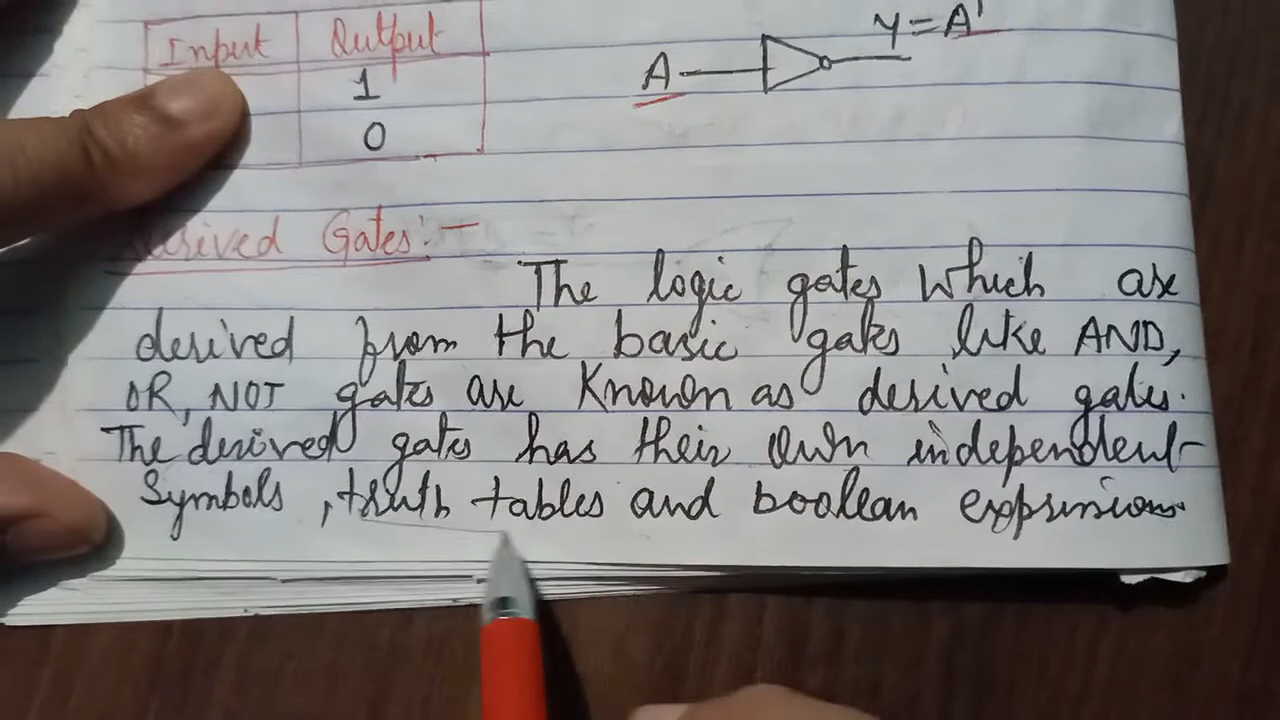 Input Output
1
0
A
Y=A'
Derived Gates:-
The logic gates which are
derived from the basic gates like AND,
OR, NOT gates are known as derived gates.
The derived gates has their own independent
Symbols, truth tables and boolean expressions.